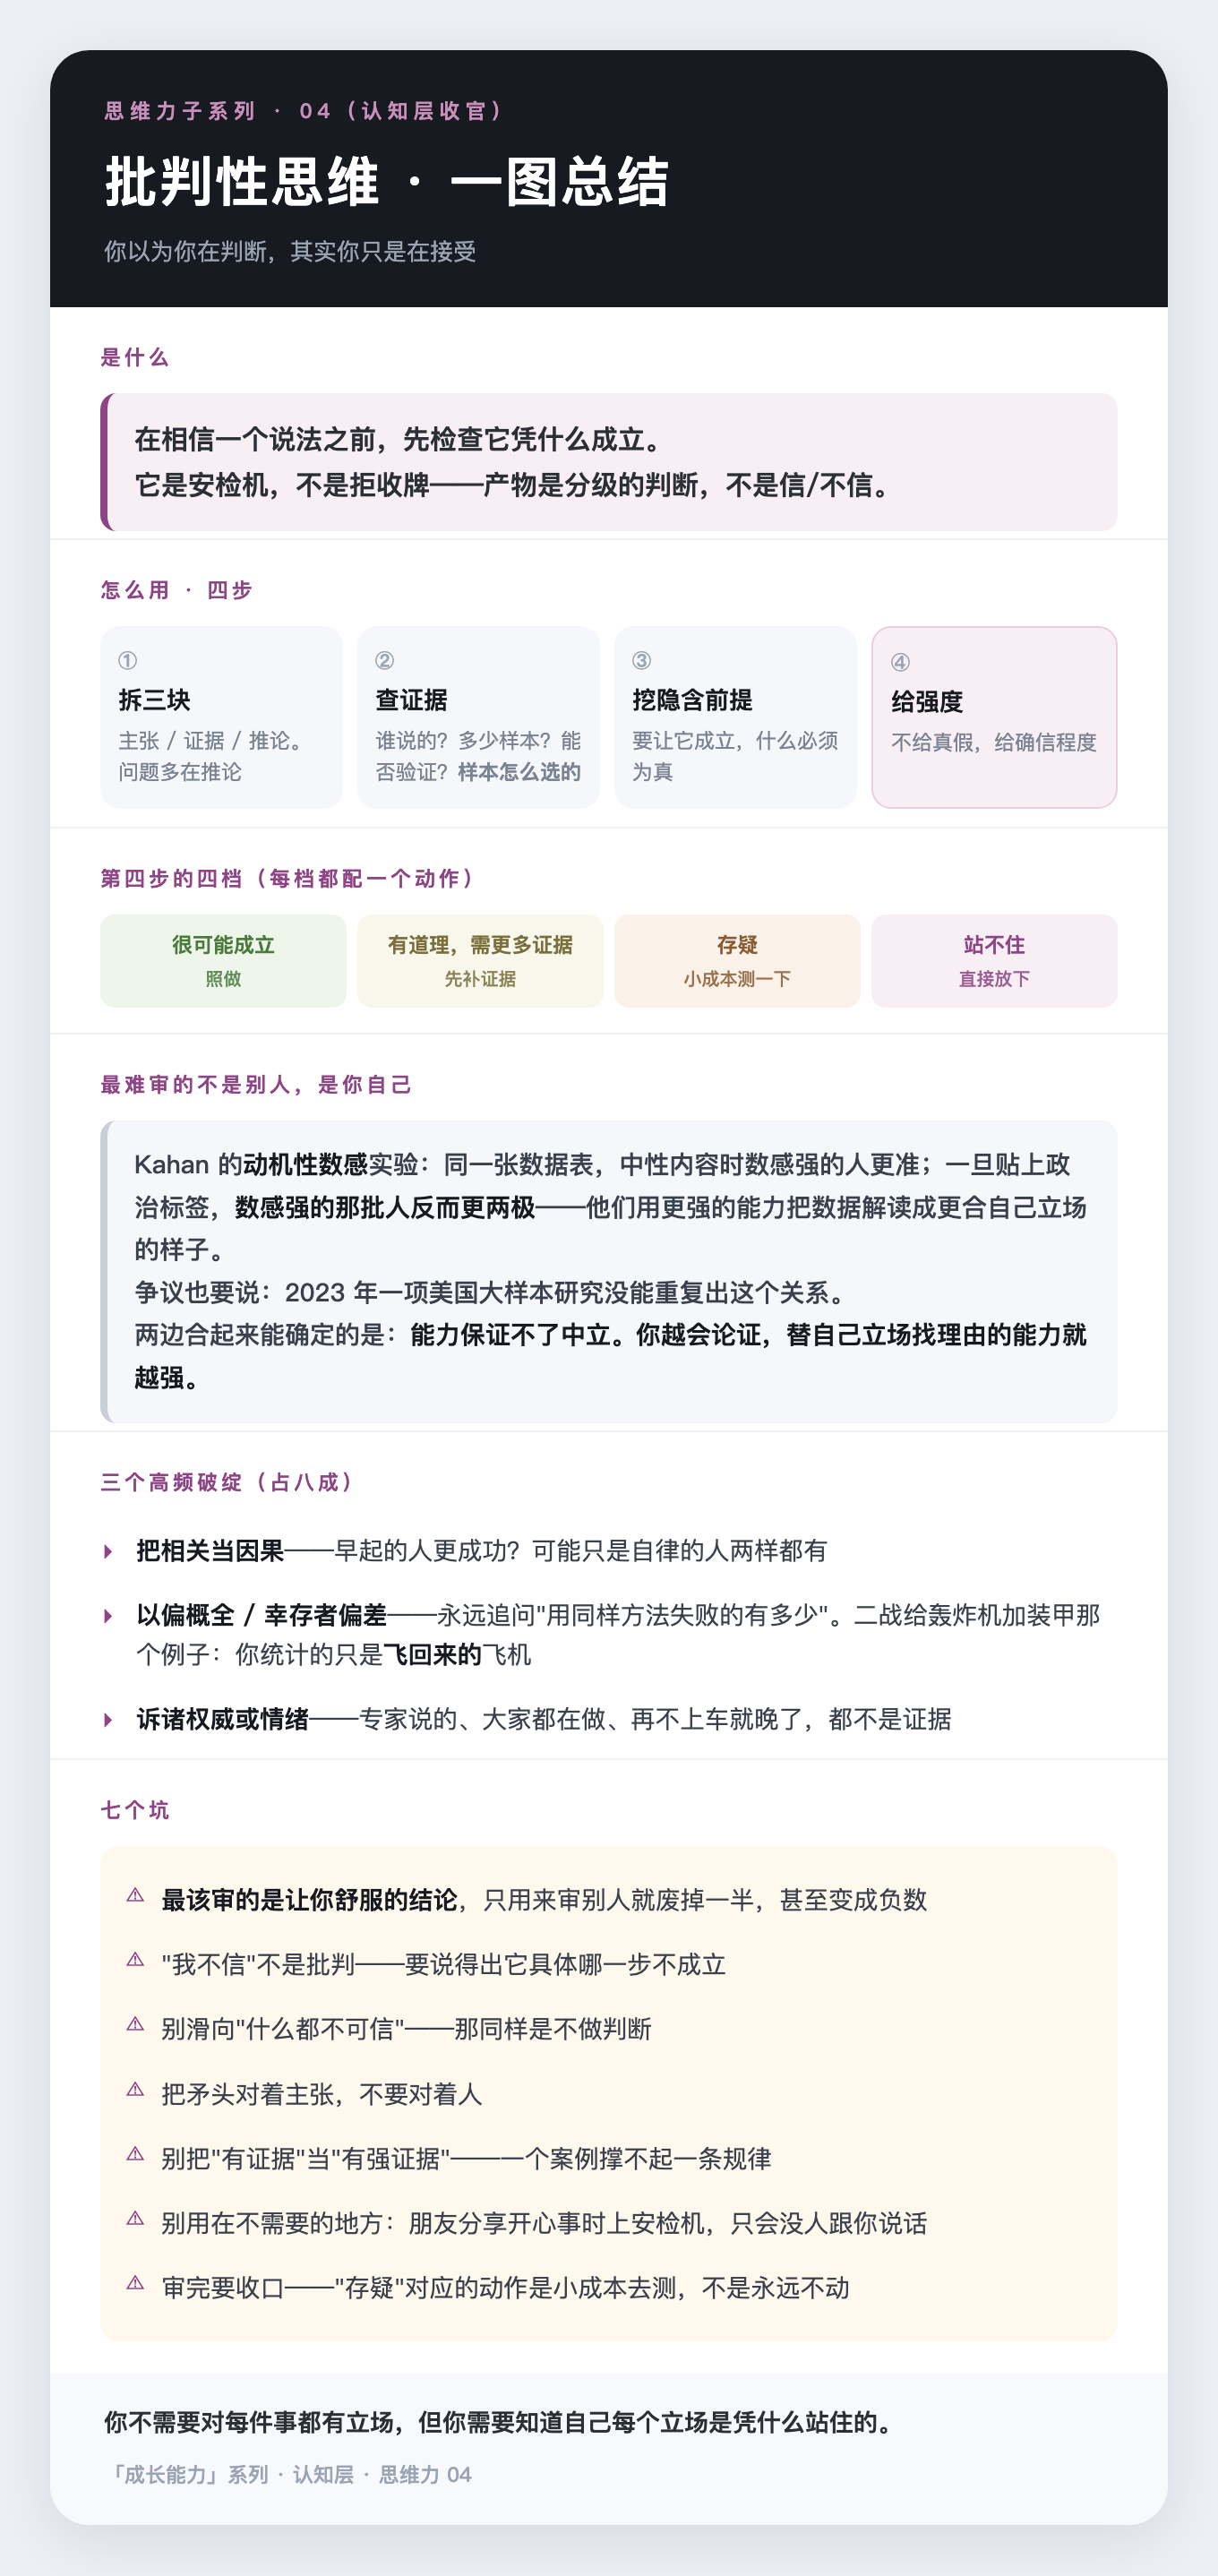 思维力子系列 · 04（认知层收官）
批判性思维 · 一图总结
你以为你在判断，其实你只是在接受
是什么
在相信一个说法之前，先检查它凭什么成立。
它是安检机，不是拒收牌——产物是分级的判断，不是信/不信。
怎么用 · 四步
①
拆三块
主张 / 证据 / 推论。
问题多在推论
②
查证据
谁说的？多少样本？能
否验证？样本怎么选的
③
挖隐含前提
要让它成立，什么必须
为真
④
给强度
不给真假，给确信程度
第四步的四档（每档都配一个动作）
很可能成立
照做
有道理，需更多证据
先补证据
存疑
小成本测一下
站不住
直接放下
最难审的不是别人，是你自己
Kahan 的动机性数感实验：同一张数据表，中性内容时数感强的人更准；一旦贴上政
治标签，数感强的那批人反而更两极——他们用更强的能力把数据解读成更合自己立场
的样子。
争议也要说：2023 年一项美国大样本研究没能重复出这个关系。
两边合起来能确定的是：能力保证不了中立。你越会论证，替自己立场找理由的能力就
越强。
三个高频破绽（占八成）
把相关当因果——早起的人更成功？可能只是自律的人两样都有
以偏概全 / 幸存者偏差——永远追问"用同样方法失败的有多少"。二战给轰炸机加装甲那
个例子：你统计的只是飞回来的飞机
诉诸权威或情绪——专家说的、大家都在做、再不上车就晚了，都不是证据
七个坑
⚠ 最该审的是让你舒服的结论，只用来审别人就废掉一半，甚至变成负数
⚠ "我不信"不是批判——要说得出它具体哪一步不成立
⚠ 别滑向"什么都不可信"——那同样是不做判断
⚠ 把矛头对着主张，不要对着人
⚠ 别把"有证据"当"有强证据"——一个案例撑不起一条规律
⚠ 别用在不需要的地方：朋友分享开心事时上安检机，只会没人跟你说话
⚠ 审完要收口——"存疑"对应的动作是小成本去测，不是永远不动
你不需要对每件事都有立场，但你需要知道自己每个立场是凭什么站住的。
「成长能力」系列 · 认知层 · 思维力 04